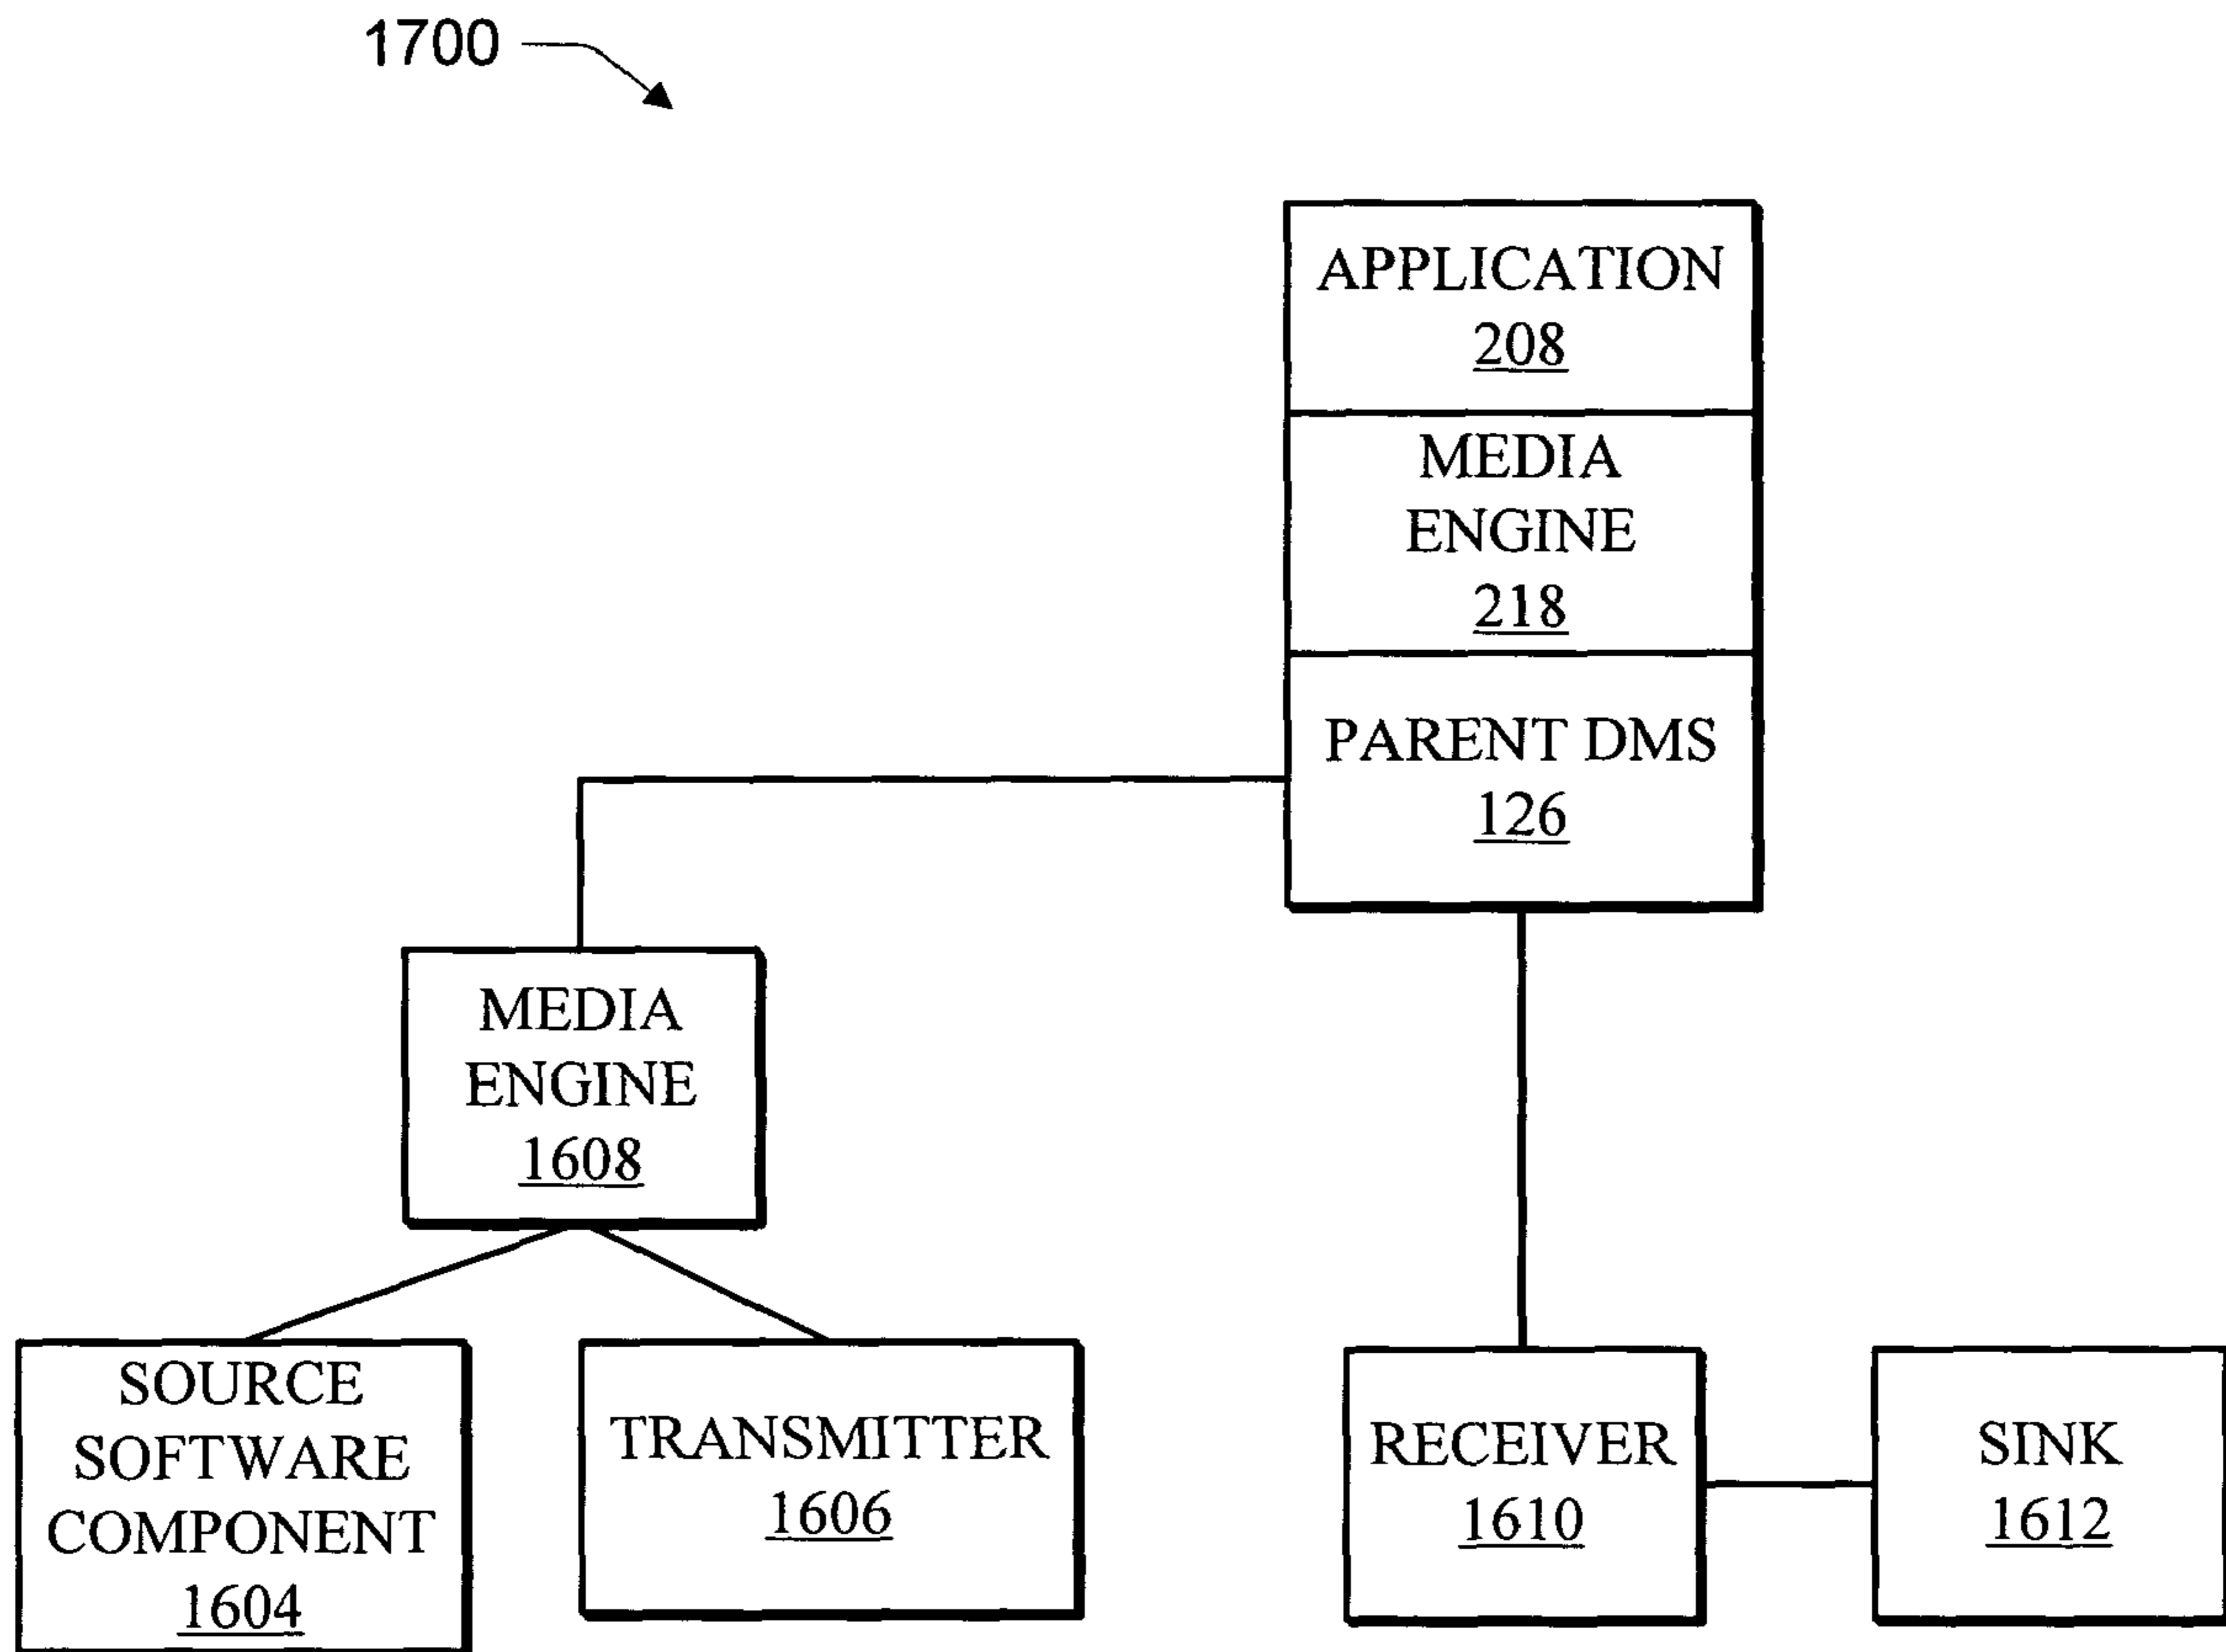 1700
APPLICATION
208
MEDIA
ENGINE
218
PARENT DMS
126
MEDIA
ENGINE
1608
SOURCE
SOFTWARE
COMPONENT
1604
TRANSMITTER
1606
RECEIVER
1610
SINK
1612